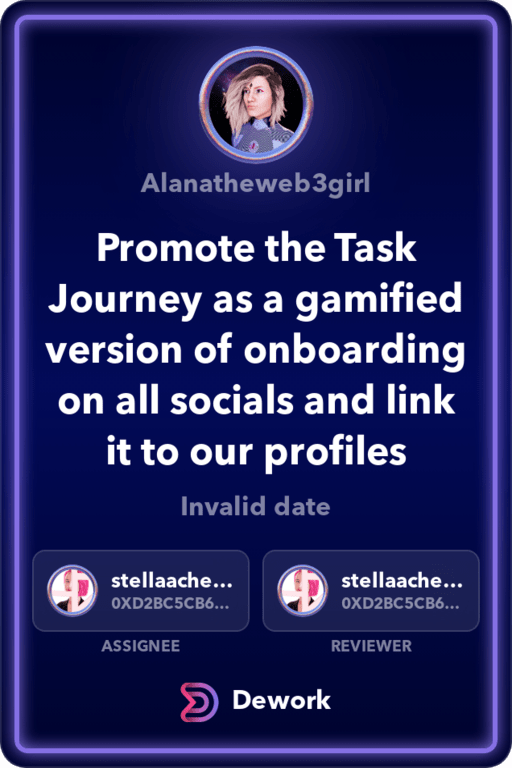 Alanatheweb3girl
Promote the Task
Journey as a gamified
version of onboarding
on all socials and link
it to our profiles
Invalid date
stellaache...
0XD2BC5CB6...
stellaache...
0XD2BC5CB6...
ASSIGNEE
REVIEWER
Dework